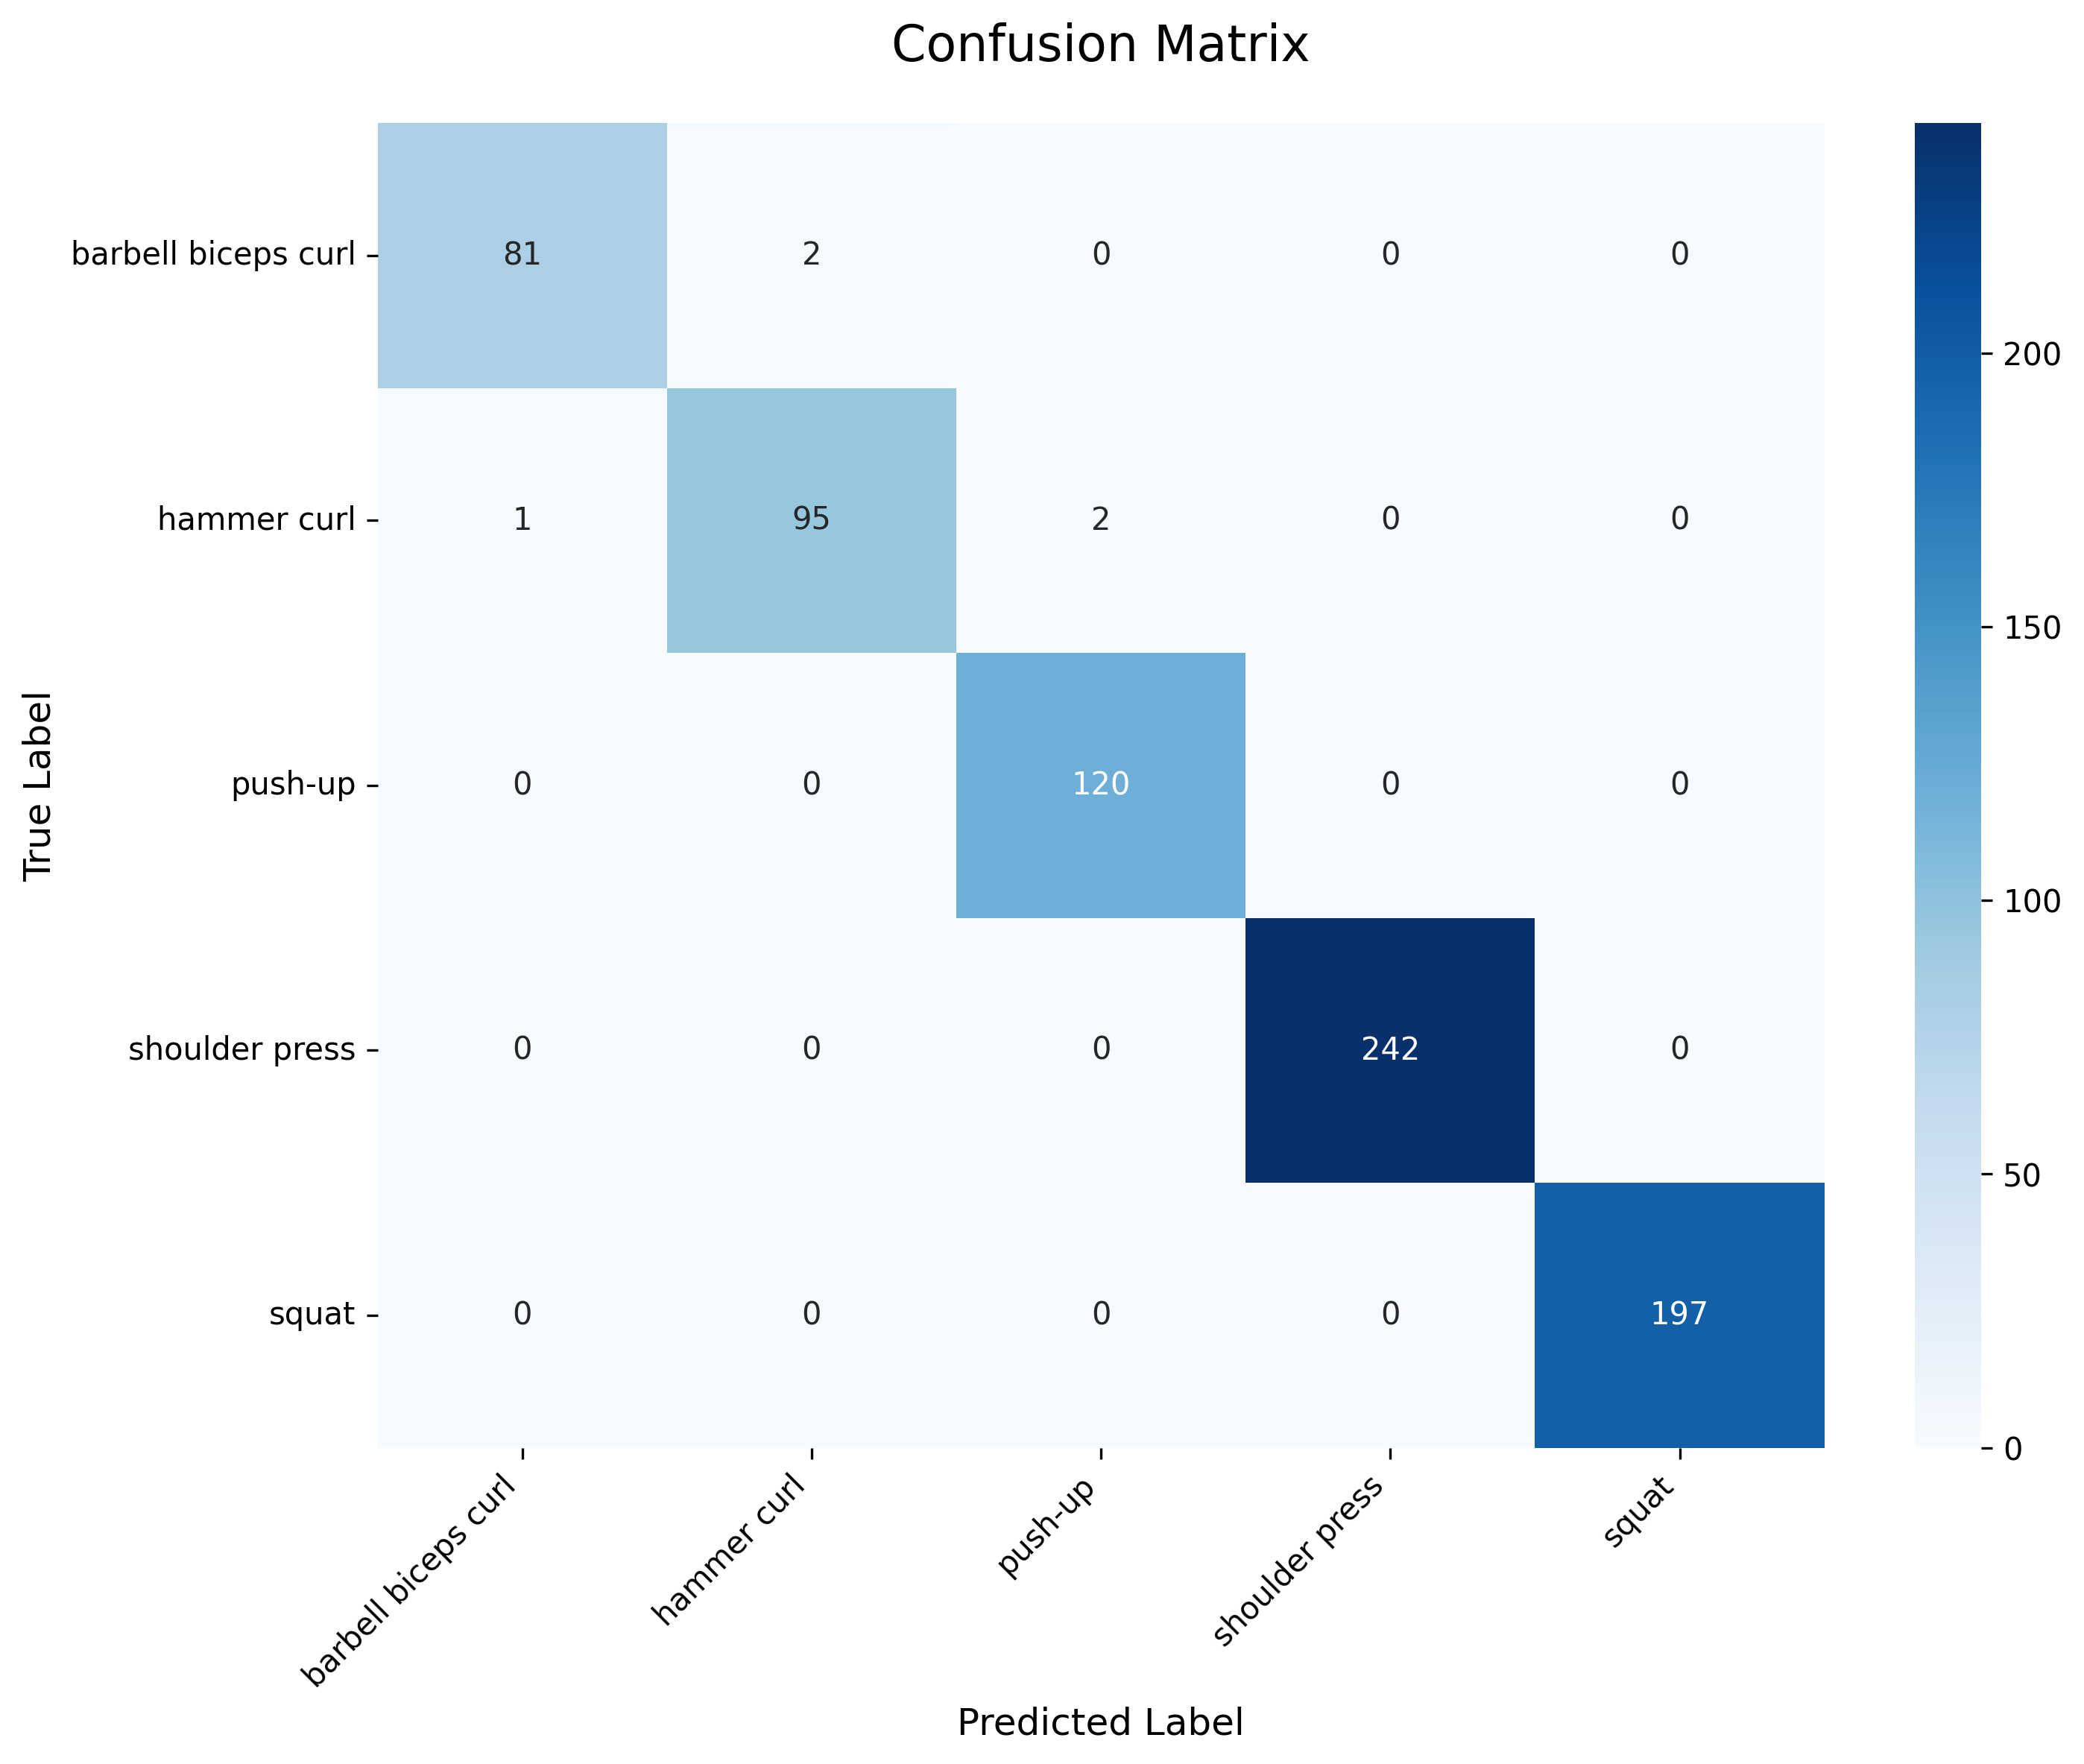 Confusion Matrix
barbell biceps curl 81 2 0 0 0
hammer curl 1 95 2 0 0
push-up 0 0 120 0 0
shoulder press 0 0 0 242 0
squat 0 0 0 0 197
True Label
barbell biceps curl hammer curl push-up shoulder press squat
Predicted Label
200
150
100
50
0